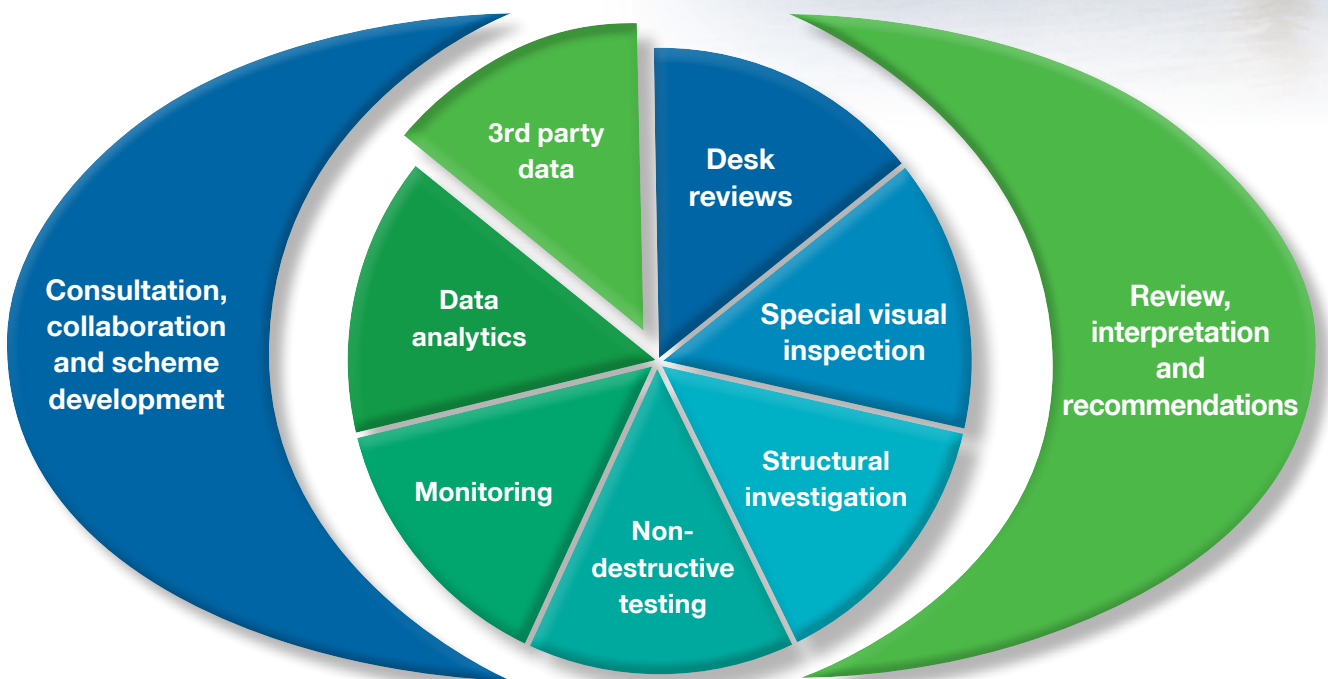 Consultation,
collaboration
and scheme
development
3rd party
data
Desk
reviews
Special visual
inspection
Structural
investigation
Non-
destructive
testing
Monitoring
Data
analytics
Review,
interpretation
and
recommendations